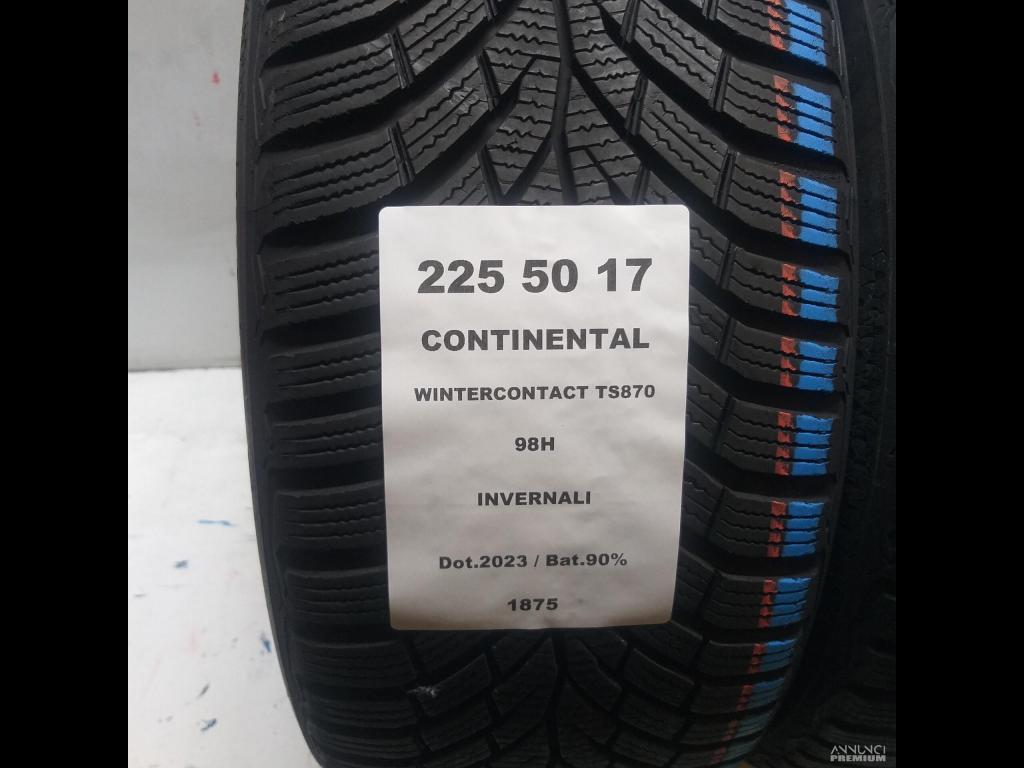 225 50 17
CONTINENTAL
WINTERCONTACT TS870
98H
INVERNALI
Dot.2023 / Bat.90%
1875
ANNUNCI
PREMIUM